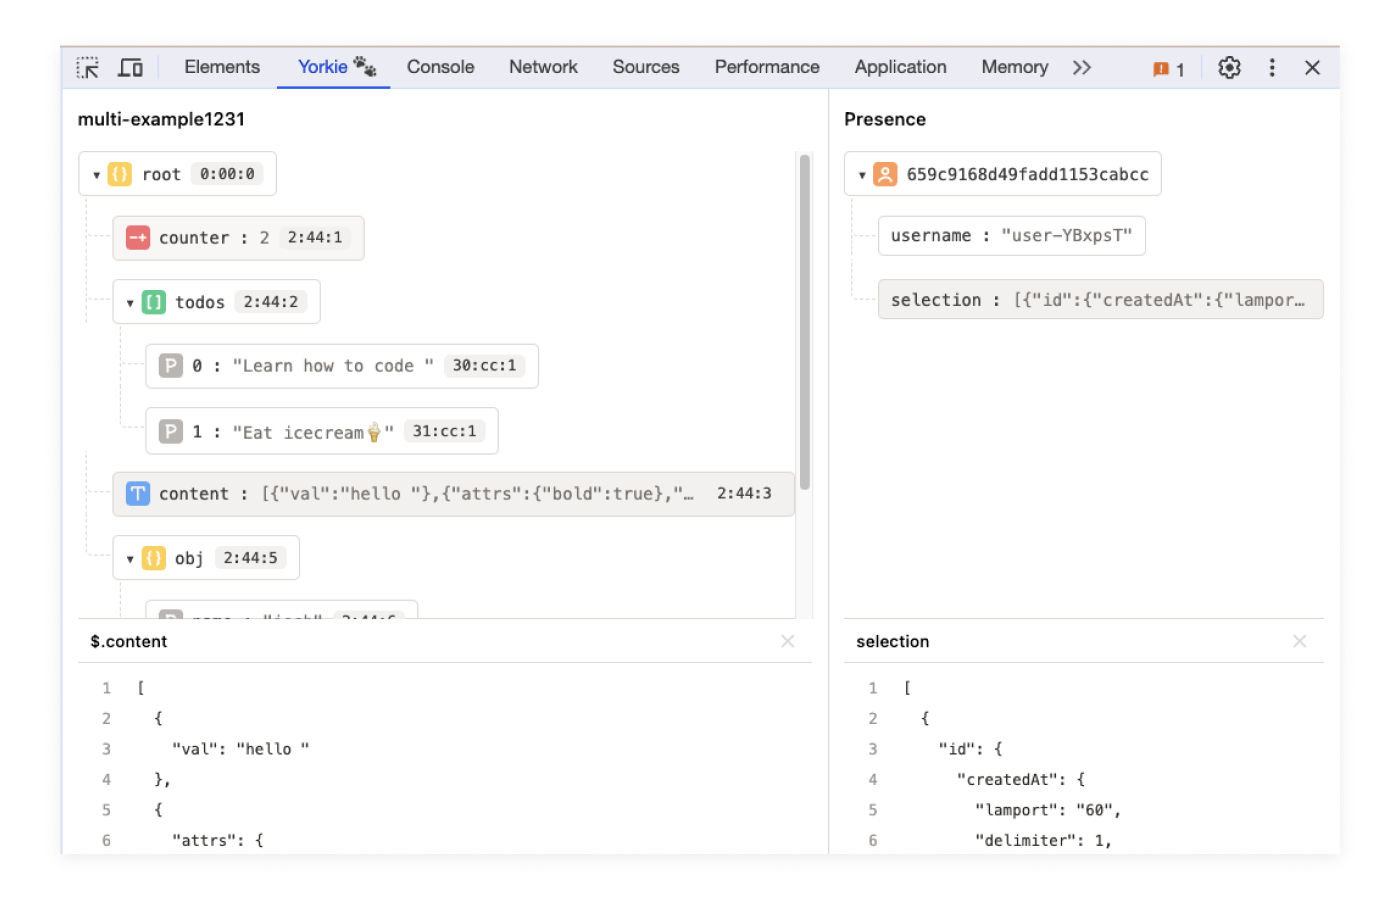 Elements Yorkie Console Network Sources Performance Application Memory 1
multi-example1231
{} root 0:00:0
-+ counter : 2 2:44:1
[] todos 2:44:2
P 0 : "Learn how to code " 30:cc:1
P 1 : "Eat icecream🍦" 31:cc:1
T content : [{"val":"hello "},{"attrs":{"bold":true},"… 2:44:3
{} obj 2:44:5
$.content
1 [
2 {
3 "val": "hello "
4 },
5 {
6 "attrs": {
Presence
659c9168d49fadd1153cabcc
username : "user-YBxpsT"
selection : [{"id":{"createdAt":{"lampor…
selection
1 [
2 {
3 "id": {
4 "createdAt": {
5 "lamport": "60",
6 "delimiter": 1,